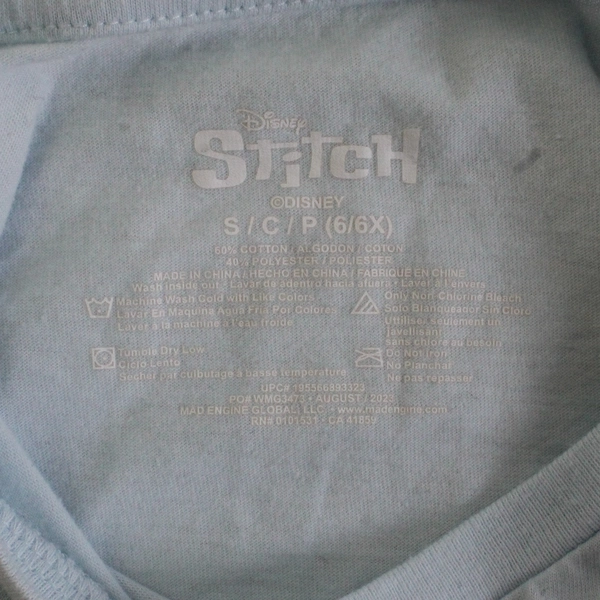 Disney
Stitch
©DISNEY
S / C / P (6/6X)
60% COTTON / ALGODON / COTON
40% POLYESTER / POLIESTER
MADE IN CHINA / HECHO EN CHINA / FABRIQUE EN CHINE
Wash inside out - Lavar de adentro hacia afuera - Laver a l'envers
Machine Wash Cold with Like Colors
Lavar En Maquina Agua Fria Por Colores
Laver a la machine a l'eau froide
Only Non-Chlorine Bleach
Solo Blanqueador Sin Cloro
Utiliser seulement un
javellisan
sans chlore au besoin
Tumble Dry Low
Ciclo Lento
Secher par culbutage à basse température
Do Not Iron
No Planchar
Ne pas repasser
UPC# 195566893323
PO# WMG3473 • AUGUST / 2023
MAD ENGINE GLOBAL, LLC • www.madengine.com
RN# 0101531 - CA 41859